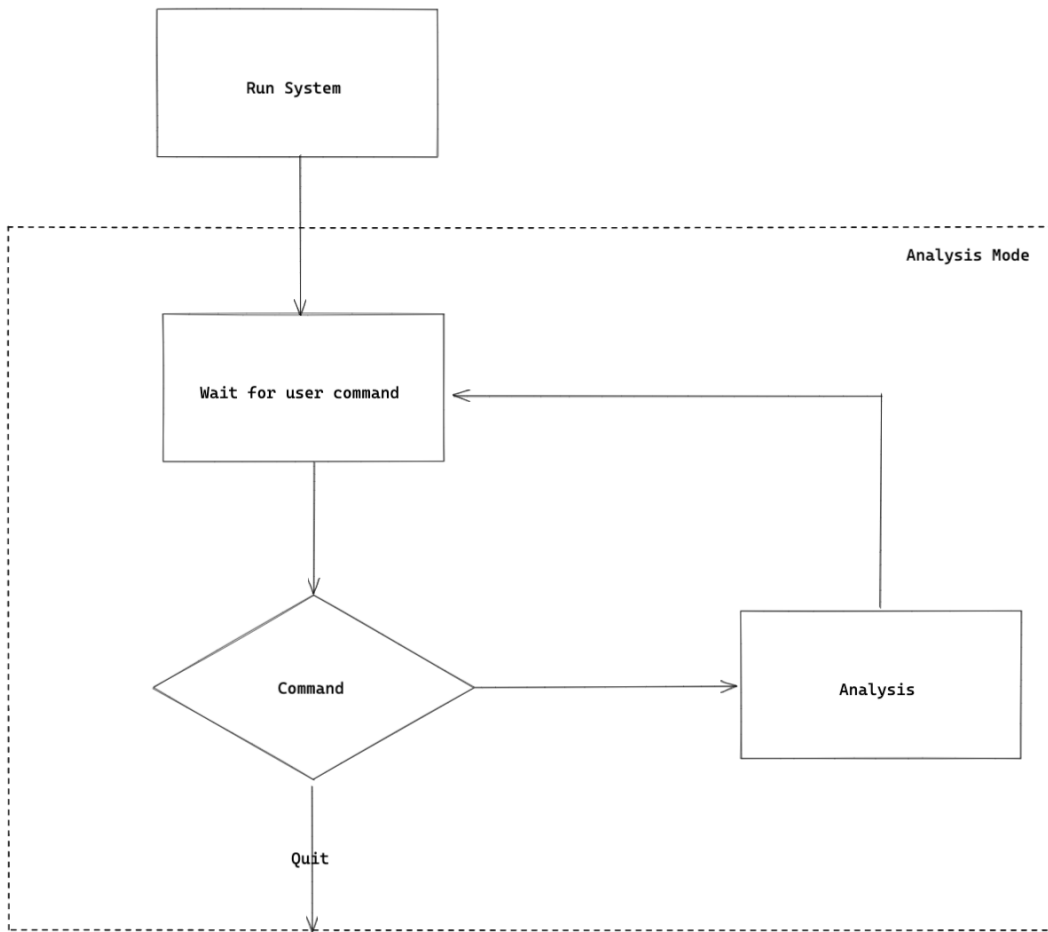 Run System
Analysis Mode
Wait for user command
Command
Analysis
Quit